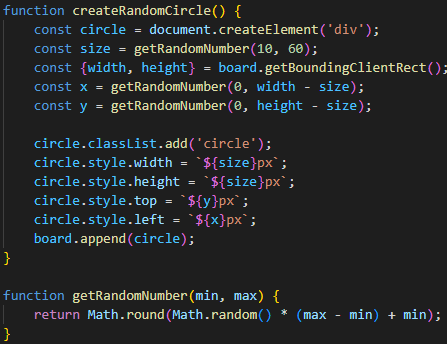 function createRandomCircle() {
    const circle = document.createElement('div');
    const size = getRandomNumber(10, 60);
    const {width, height} = board.getBoundingClientRect();
    const x = getRandomNumber(0, width - size);
    const y = getRandomNumber(0, height - size);

    circle.classList.add('circle');
    circle.style.width = `${size}px`;
    circle.style.height = `${size}px`;
    circle.style.top = `${y}px`;
    circle.style.left = `${x}px`;
    board.append(circle);
}

function getRandomNumber(min, max) {
    return Math.round(Math.random() * (max - min) + min);
}